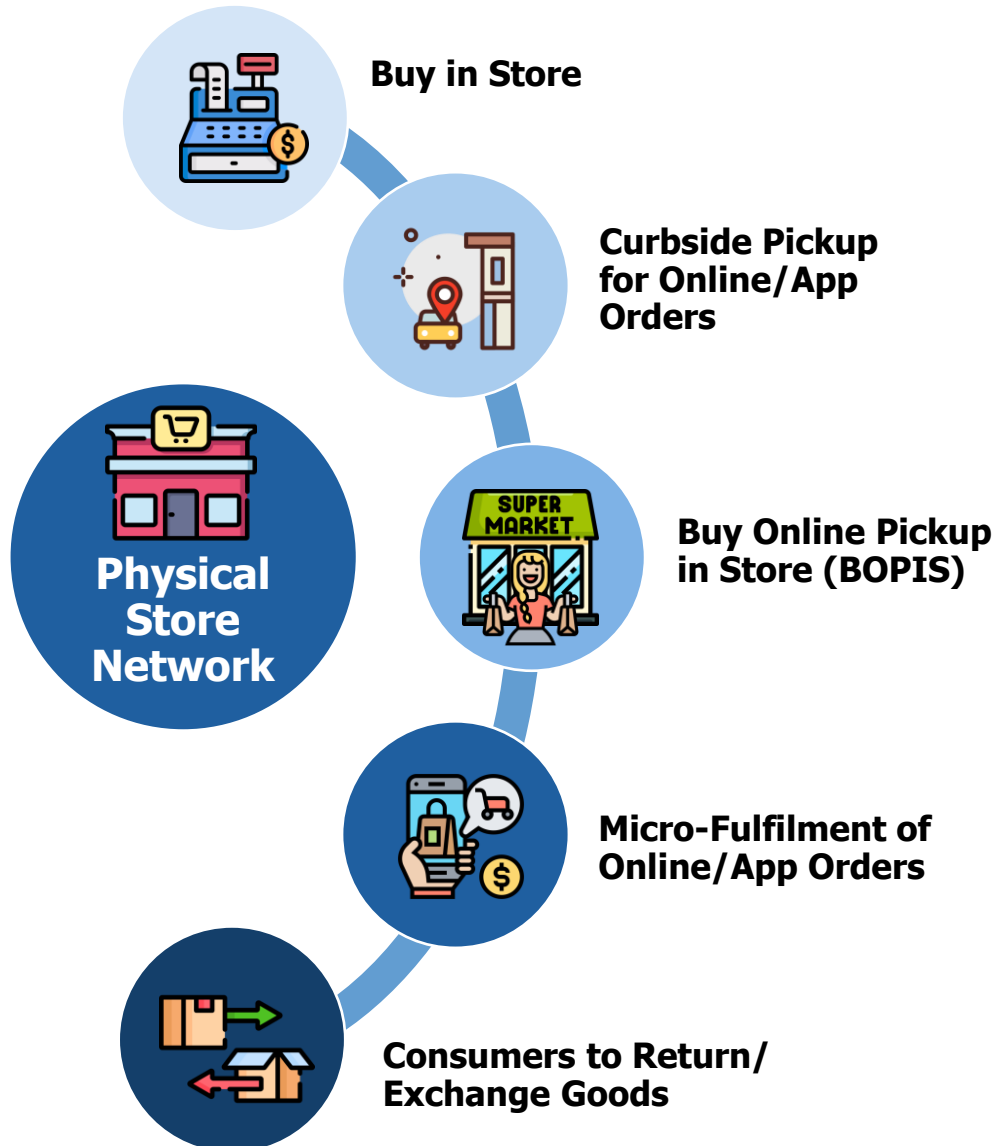 Buy in Store
Curbside Pickup
for Online/App
Orders
Physical
Store
Network
SUPER
MARKET
Buy Online Pickup
in Store (BOPIS)
$
Micro-Fulfilment of
Online/App Orders
$
Consumers to Return/
Exchange Goods